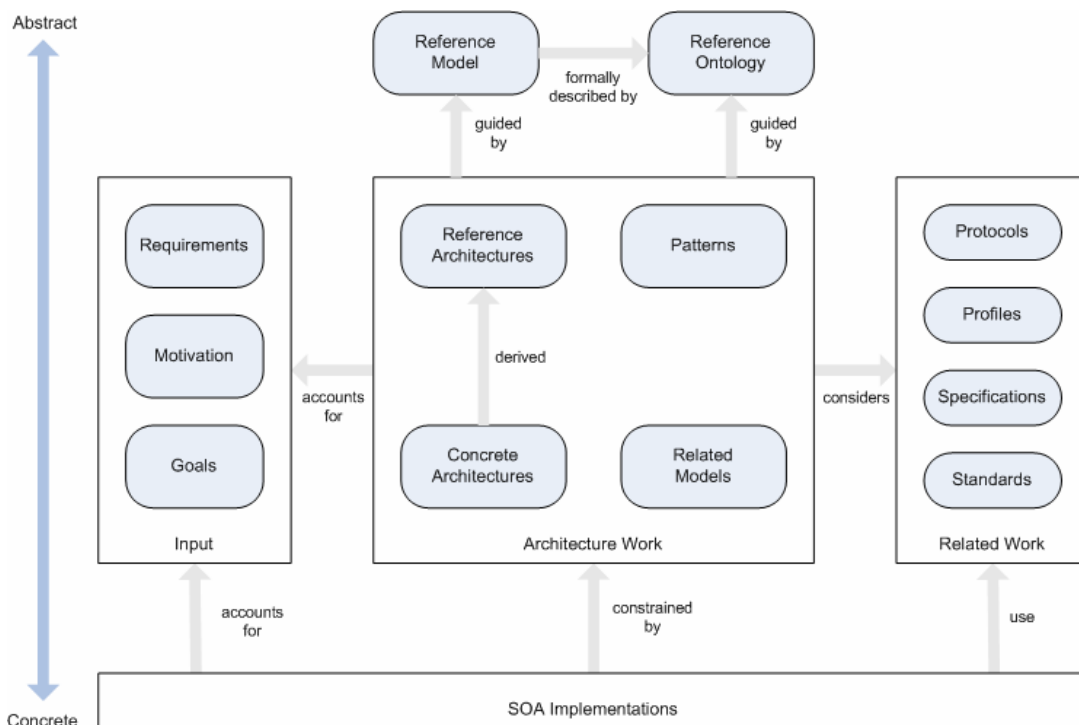 Abstract
Reference
Model
Reference
Ontology
formally
described by
guided
by
guided
by
Requirements
Motivation
Goals
Input
Reference
Architectures
Patterns
derived
Concrete
Architectures
Related
Models
Architecture Work
accounts
for
considers
Protocols
Profiles
Specifications
Standards
Related Work
accounts
for
constrained
by
use
SOA Implementations
Concrete